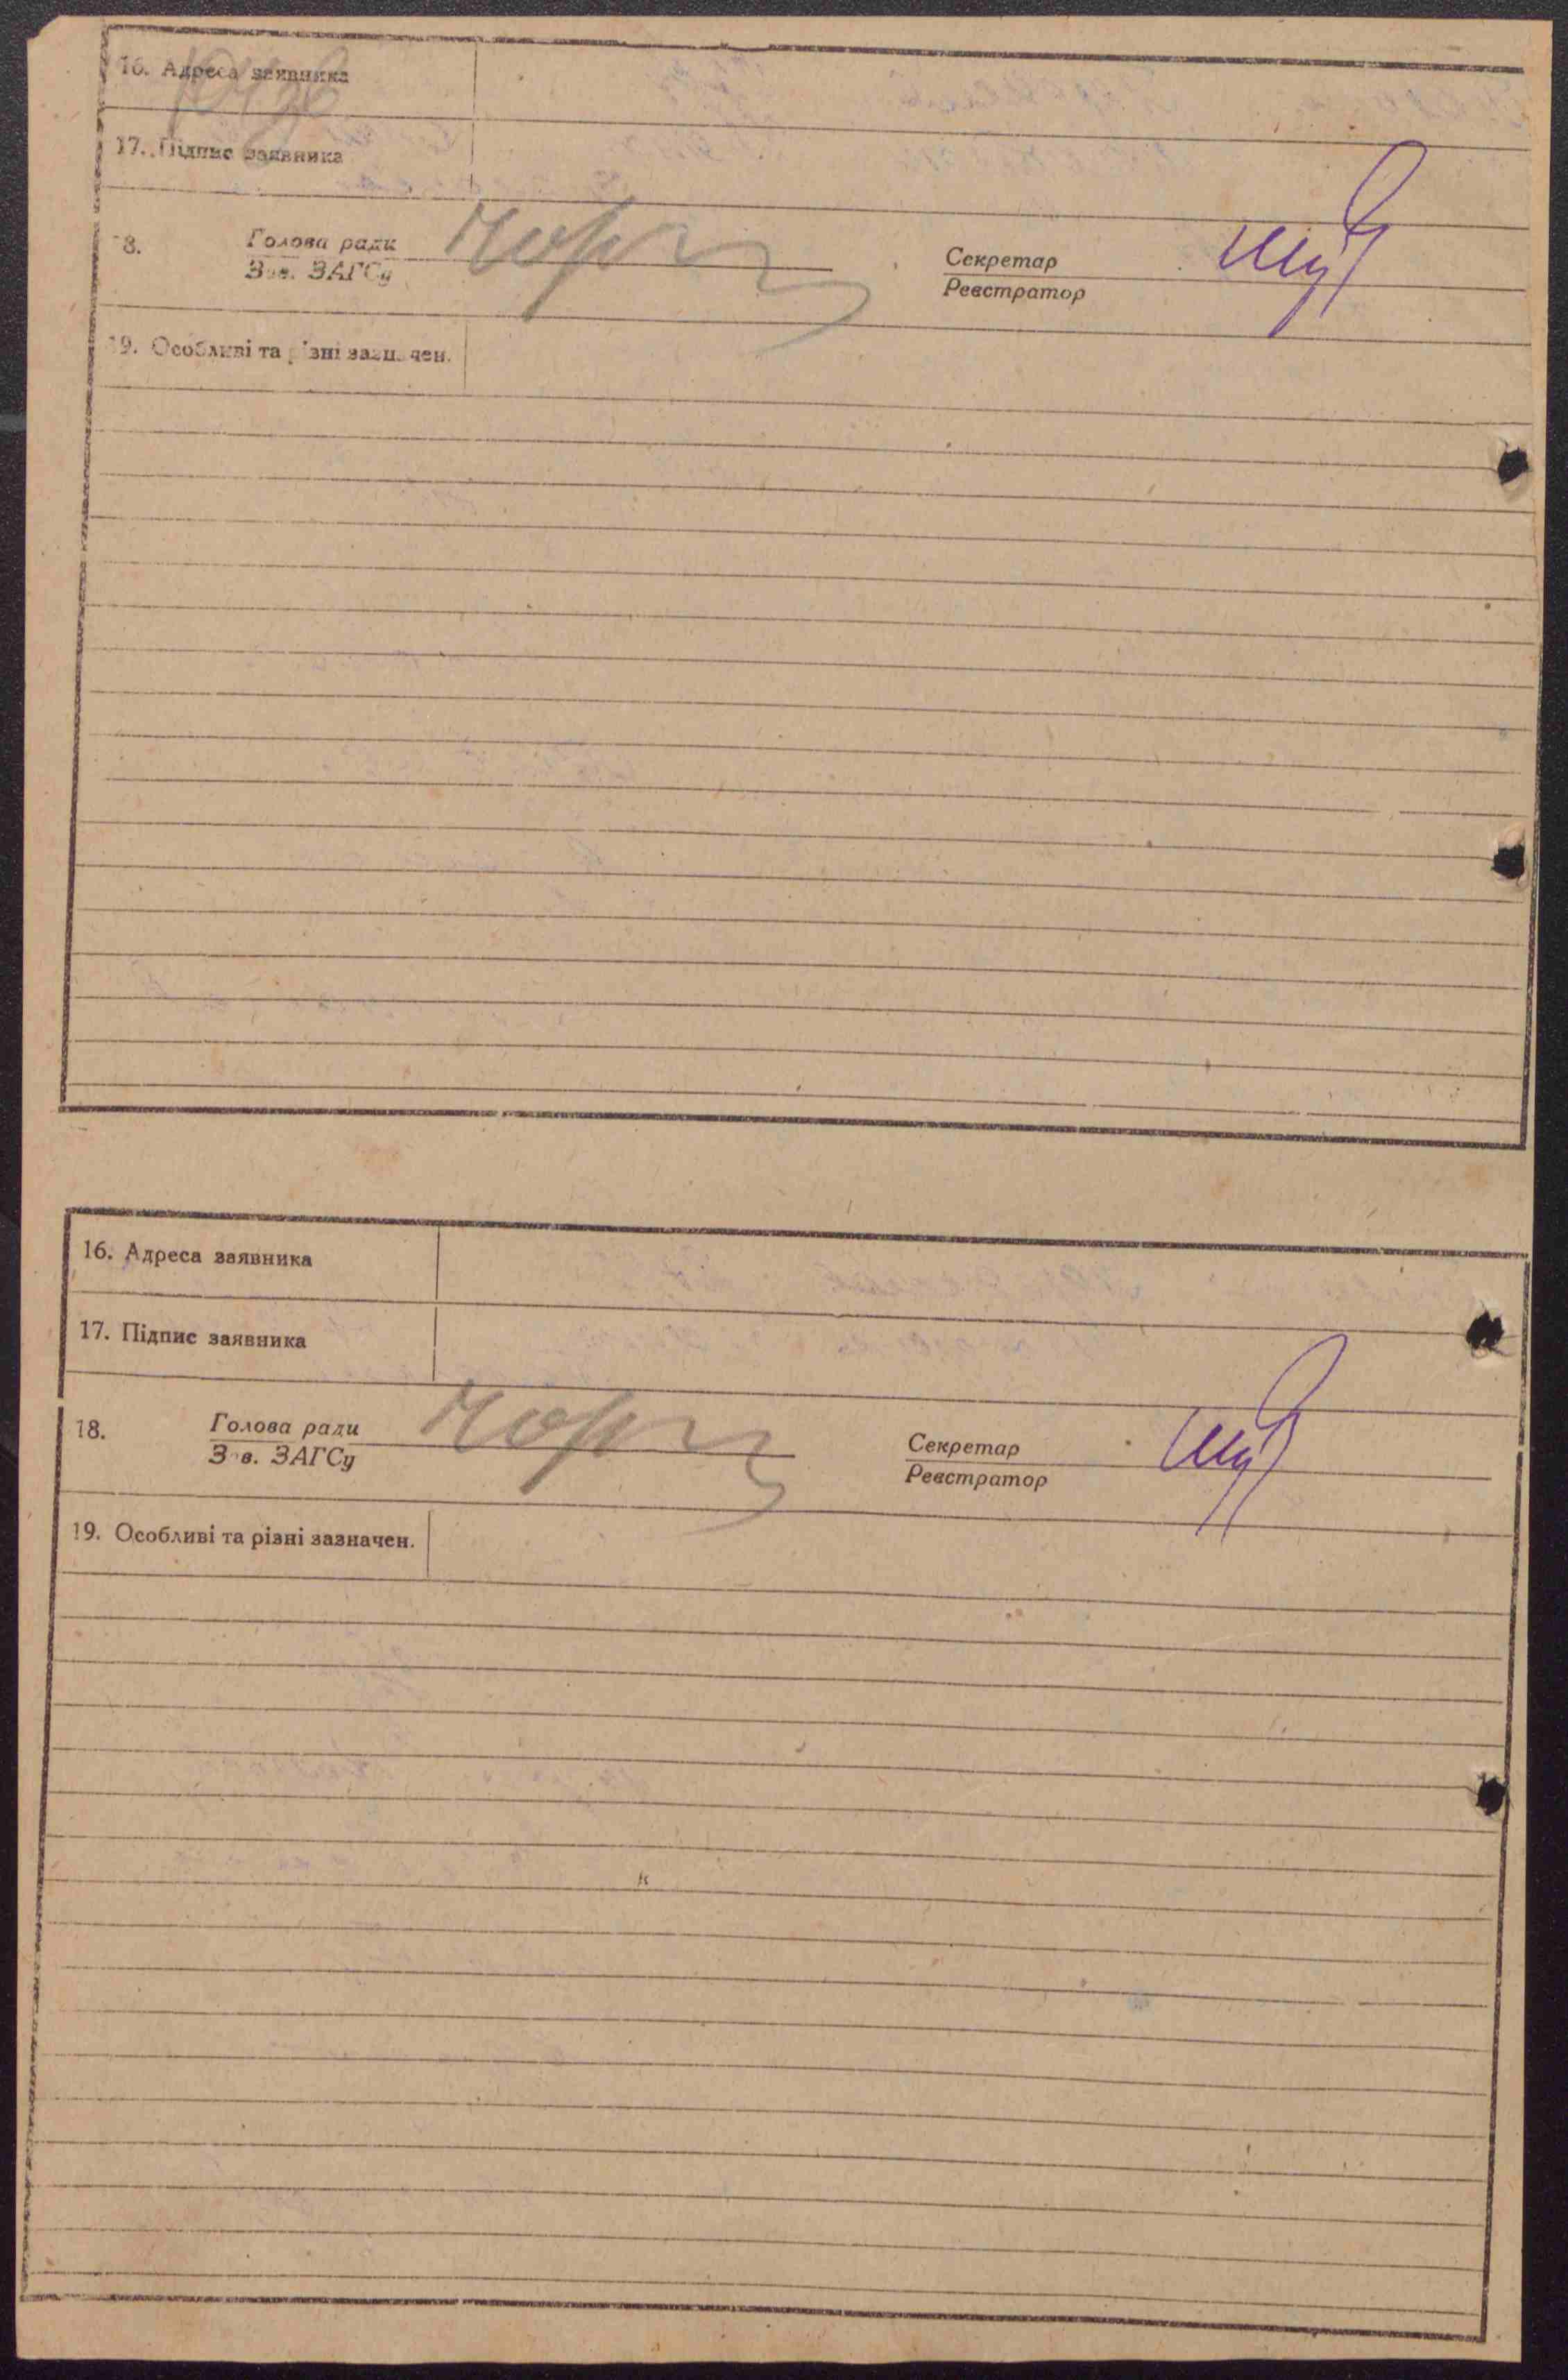 16. Адреса заявника
17. Підпис заявника
18. Голова ради Секретар
Зав. ЗАГСу Реєстратор
19. Особливі та різні зазначен.
16. Адреса заявника
17. Підпис заявника
18. Голова ради Секретар
Зав. ЗАГСу Реєстратор
19. Особливі та різні зазначен.